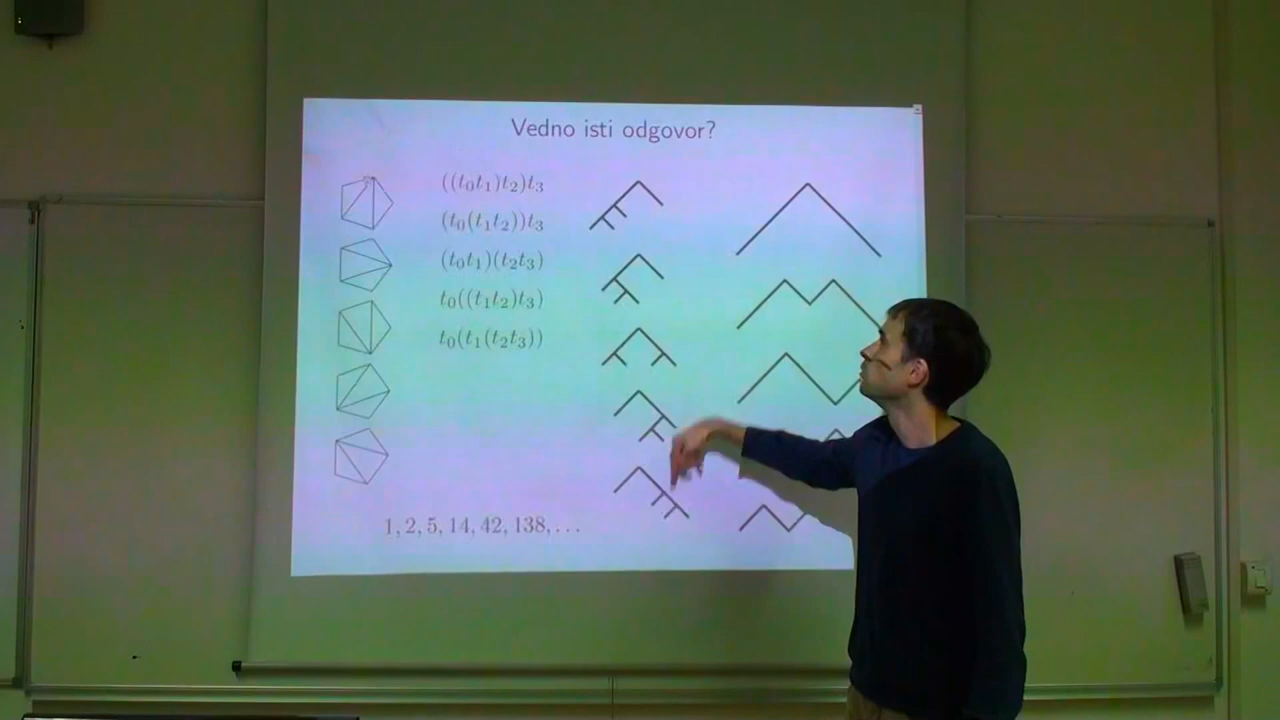 Vedno isti odgovor?
((t₀t₁)t₂)t₃
(t₀(t₁t₂))t₃
(t₀t₁)(t₂t₃)
t₀((t₁t₂)t₃)
t₀(t₁(t₂t₃))
1, 2, 5, 14, 42, 138, . . .